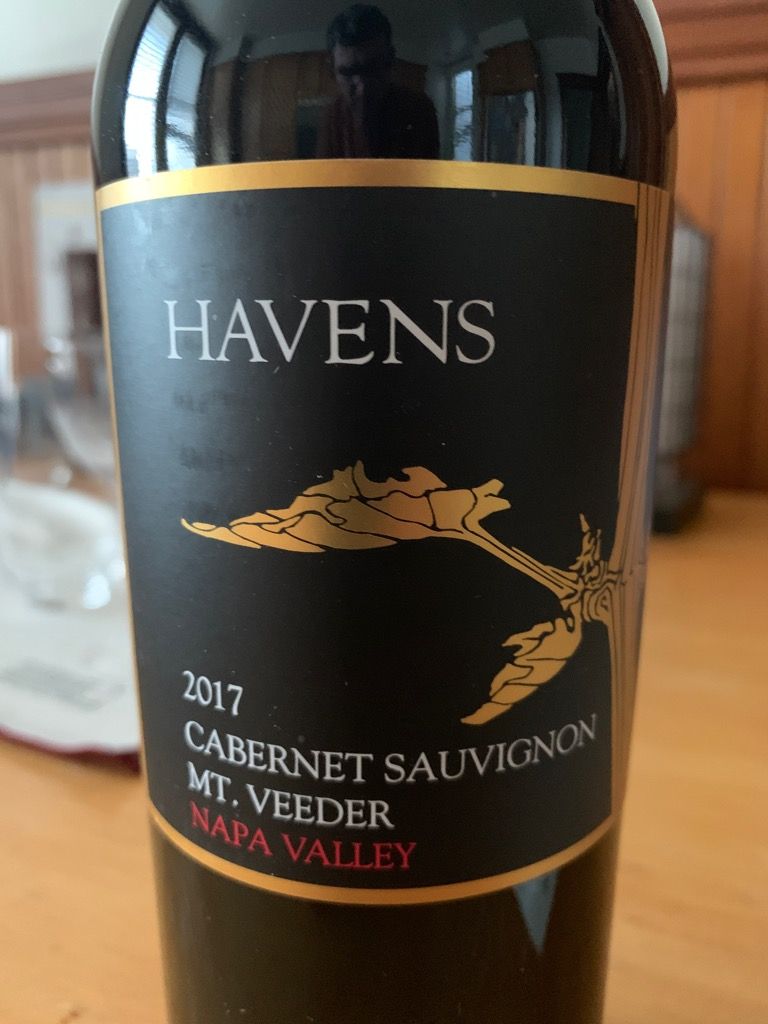 HAVENS
2017
CABERNET SAUVIGNON
MT. VEEDER
NAPA VALLEY